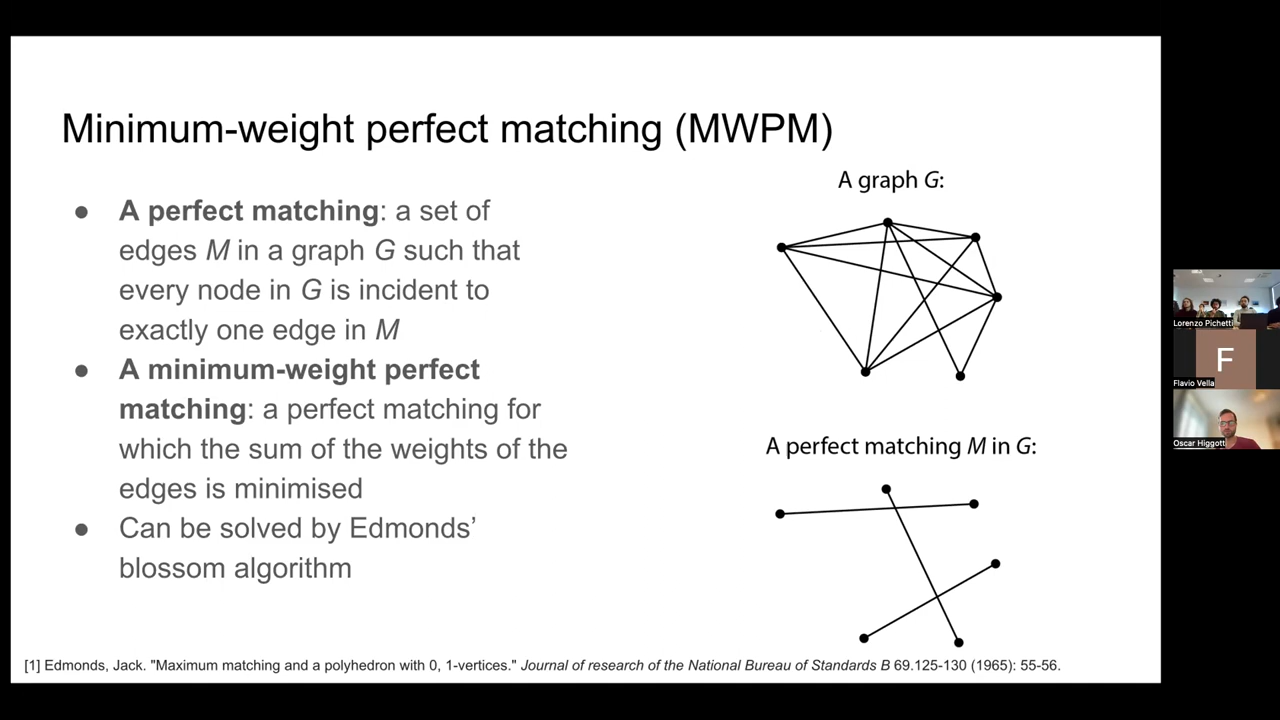 Minimum-weight perfect matching (MWPM)
● A perfect matching: a set of
edges M in a graph G such that
every node in G is incident to
exactly one edge in M
● A minimum-weight perfect
matching: a perfect matching for
which the sum of the weights of the
edges is minimised
● Can be solved by Edmonds’
blossom algorithm
A graph G:
A perfect matching M in G:
[1] Edmonds, Jack. "Maximum matching and a polyhedron with 0, 1-vertices." Journal of research of the National Bureau of Standards B 69.125-130 (1965): 55-56.
Lorenzo Pichetti
F
Flavio Vella
Oscar Higgott